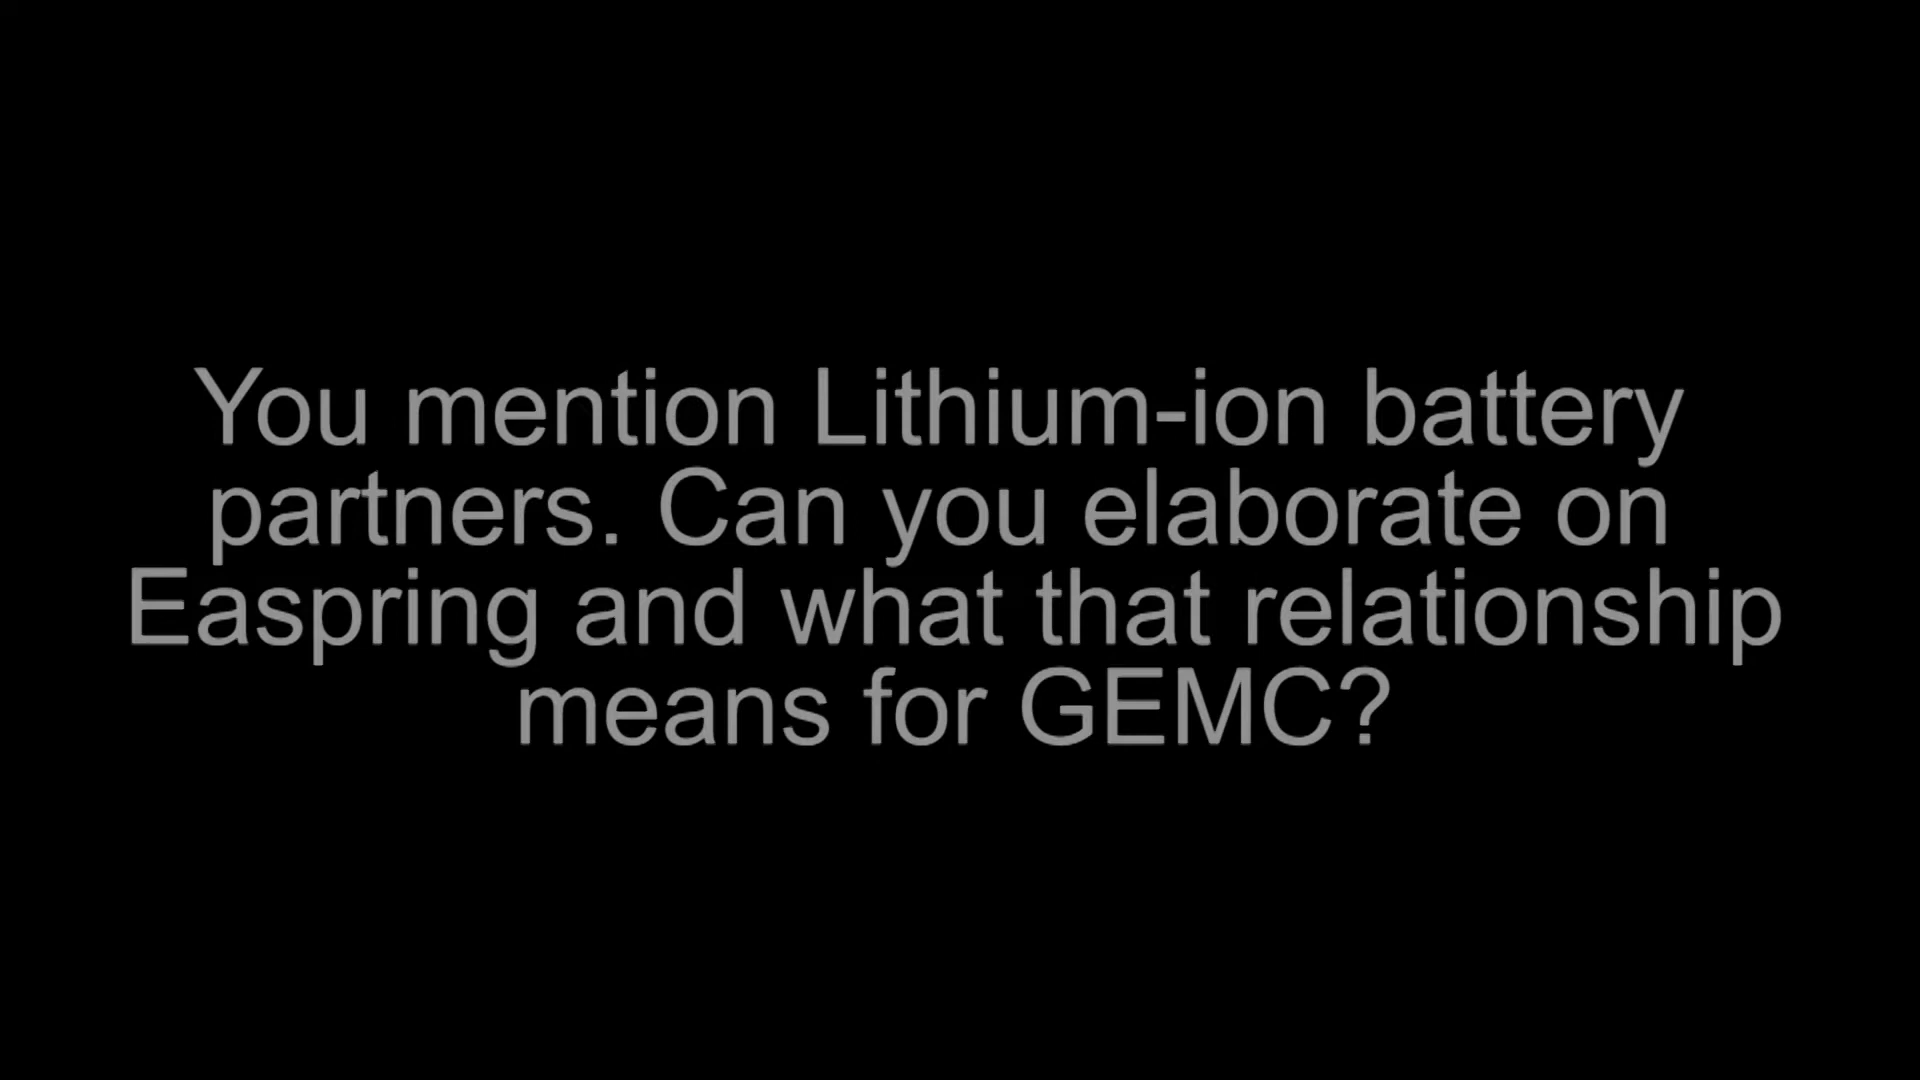 You mention Lithium-ion battery
partners. Can you elaborate on
Easpring and what that relationship
means for GEMC?